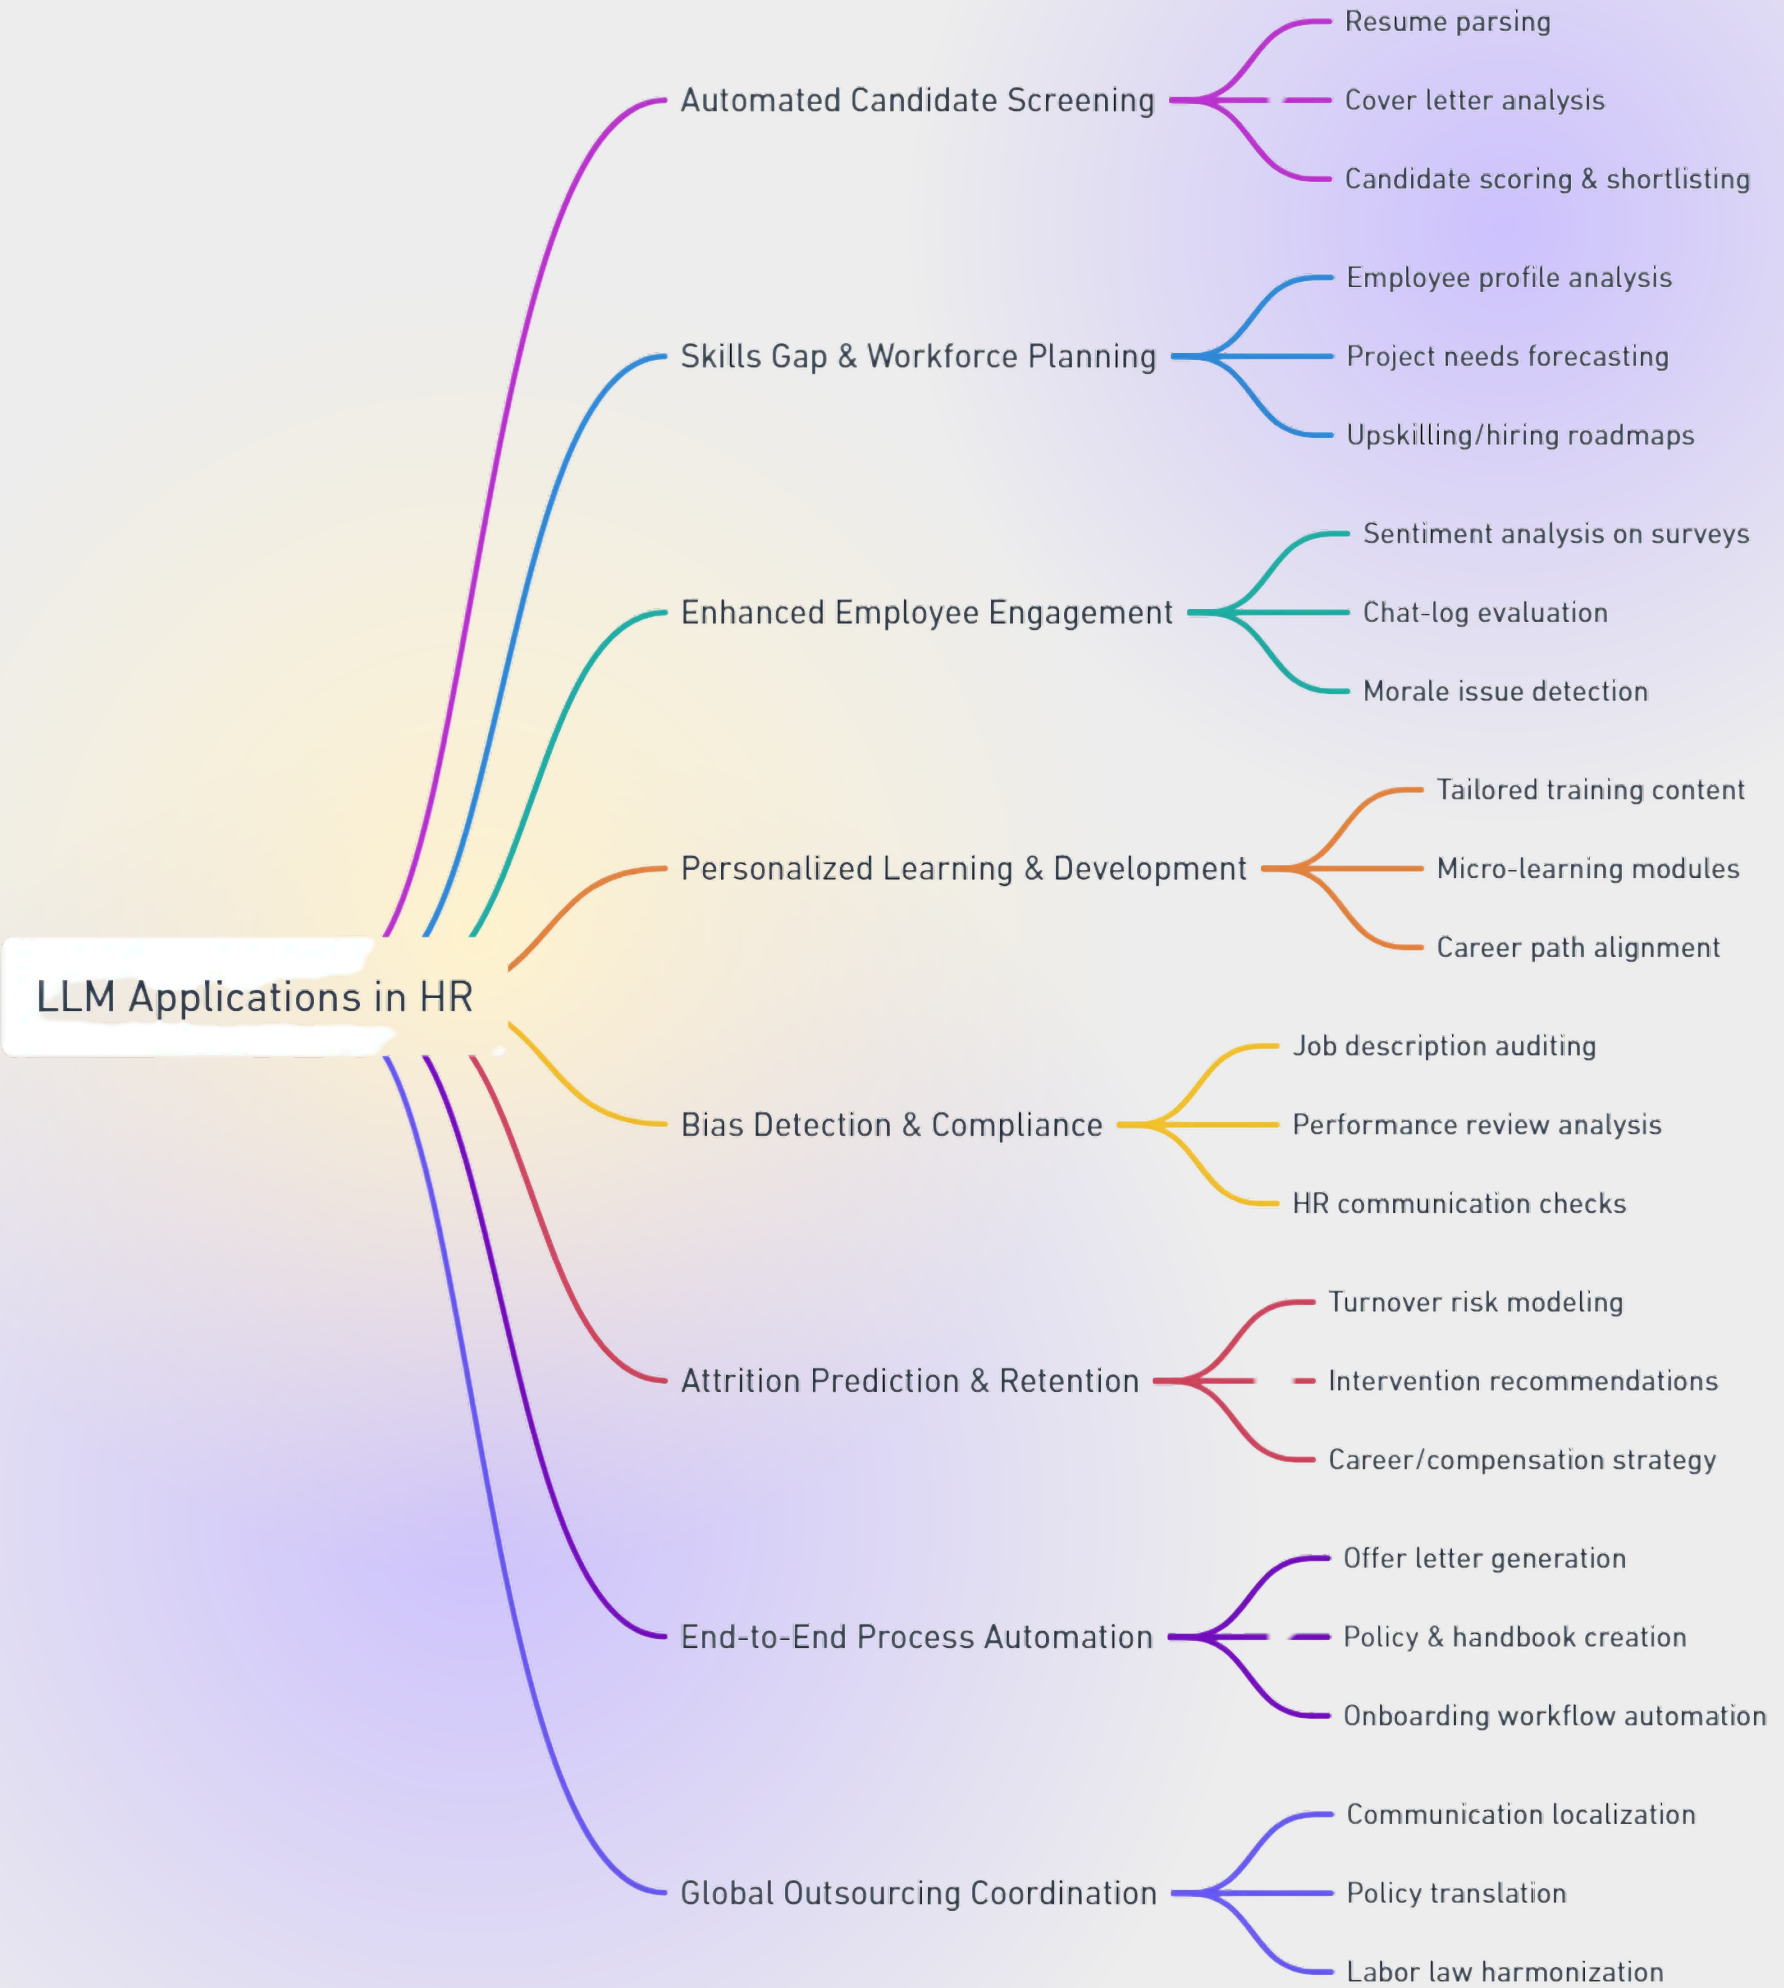 LLM Applications in HR
Automated Candidate Screening
Resume parsing
Cover letter analysis
Candidate scoring & shortlisting
Skills Gap & Workforce Planning
Employee profile analysis
Project needs forecasting
Upskilling/hiring roadmaps
Enhanced Employee Engagement
Sentiment analysis on surveys
Chat-log evaluation
Morale issue detection
Personalized Learning & Development
Tailored training content
Micro-learning modules
Career path alignment
Bias Detection & Compliance
Job description auditing
Performance review analysis
HR communication checks
Attrition Prediction & Retention
Turnover risk modeling
Intervention recommendations
Career/compensation strategy
End-to-End Process Automation
Offer letter generation
Policy & handbook creation
Onboarding workflow automation
Global Outsourcing Coordination
Communication localization
Policy translation
Labor law harmonization